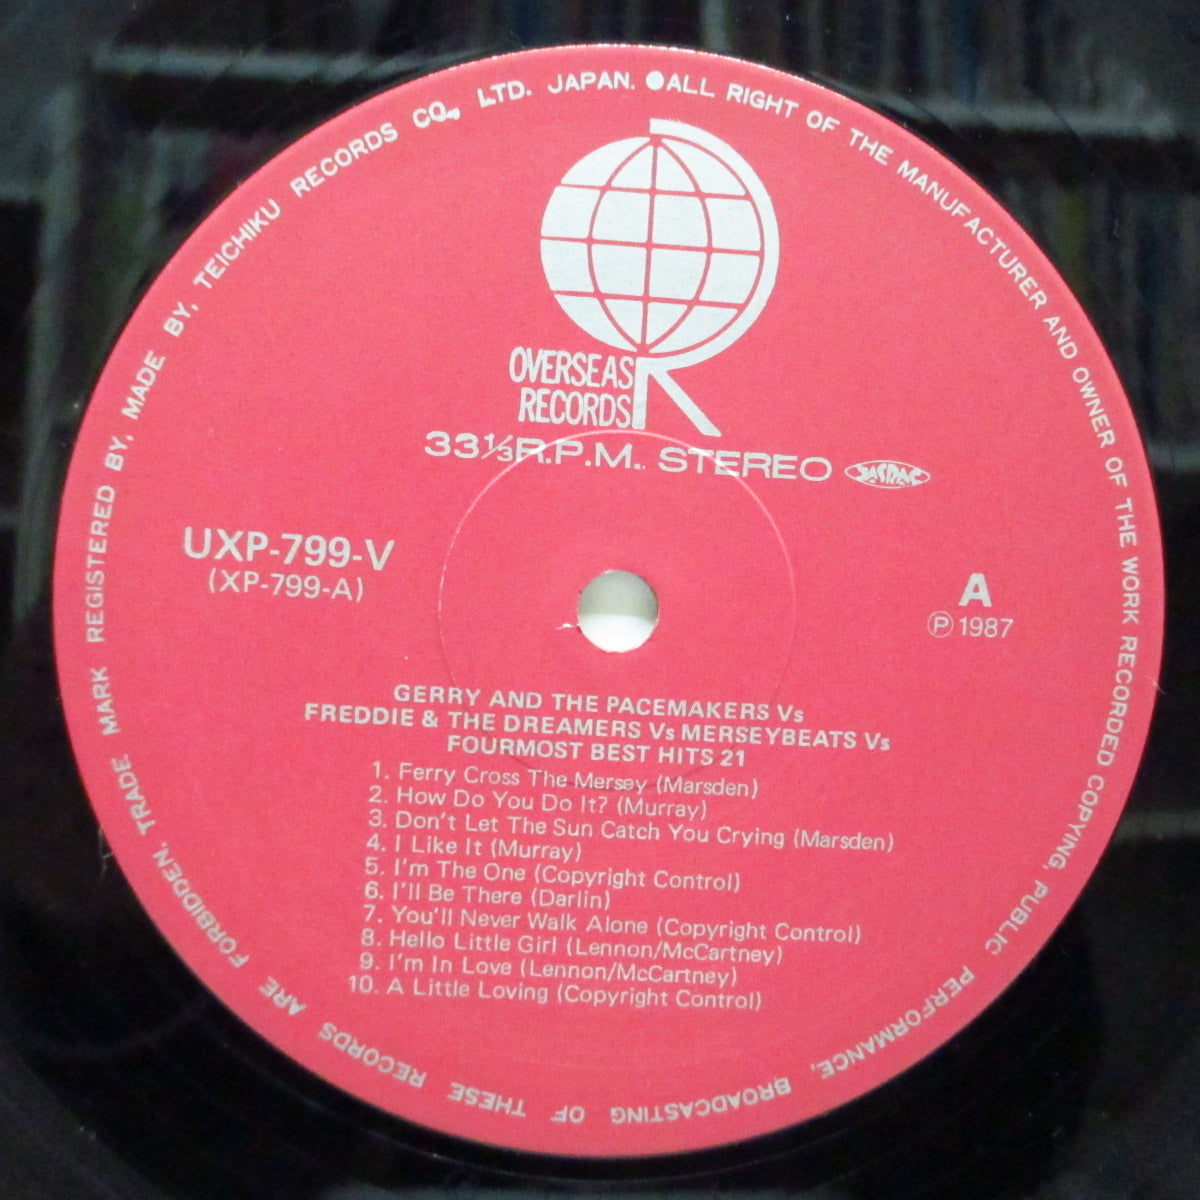 TRADE MARK REGISTERED BY, MADE BY, TEICHIKU RECORDS CO., LTD. JAPAN. ●ALL RIGHT OF THE MANUFACTURER AND OWNER OF THE WORK RECORDED COPYING, PUBLIC PERFORMANCE, BROADCASTING OF THESE RECORDS ARE FORBIDDEN,
OVERSEAS
RECORDS
R
33⅓R.P.M. STEREO JASRAC
UXP-799-V
(XP-799-A)
A
Ⓟ 1987
GERRY AND THE PACEMAKERS Vs
FREDDIE & THE DREAMERS Vs MERSEYBEATS Vs
FOURMOST BEST HITS 21
1. Ferry Cross The Mersey (Marsden)
2. How Do You Do It? (Murray)
3. Don't Let The Sun Catch You Crying (Marsden)
4. I Like It (Murray)
5. I'm The One (Copyright Control)
6. I'll Be There (Darlin)
7. You'll Never Walk Alone (Copyright Control)
8. Hello Little Girl (Lennon/McCartney)
9. I'm In Love (Lennon/McCartney)
10. A Little Loving (Copyright Control)